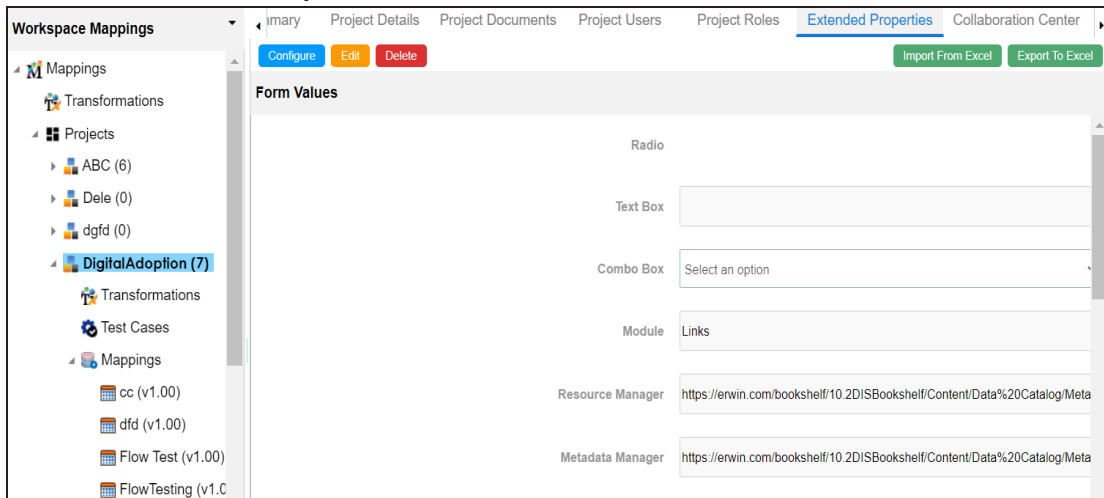 Workspace Mappings
Mappings
Transformations
Projects
ABC (6)
Dele (0)
dgfd (0)
DigitalAdoption (7)
Transformations
Test Cases
Mappings
cc (v1.00)
dfd (v1.00)
Flow Test (v1.00)
FlowTesting (v1.0
mary Project Details Project Documents Project Users Project Roles Extended Properties Collaboration Center
Configure Edit Delete Import From Excel Export To Excel
Form Values
Radio
Text Box
Combo Box Select an option
Module Links
Resource Manager https://erwin.com/bookshelf/10.2DISBookshelf/Content/Data%20Catalog/Meta
Metadata Manager https://erwin.com/bookshelf/10.2DISBookshelf/Content/Data%20Catalog/Meta